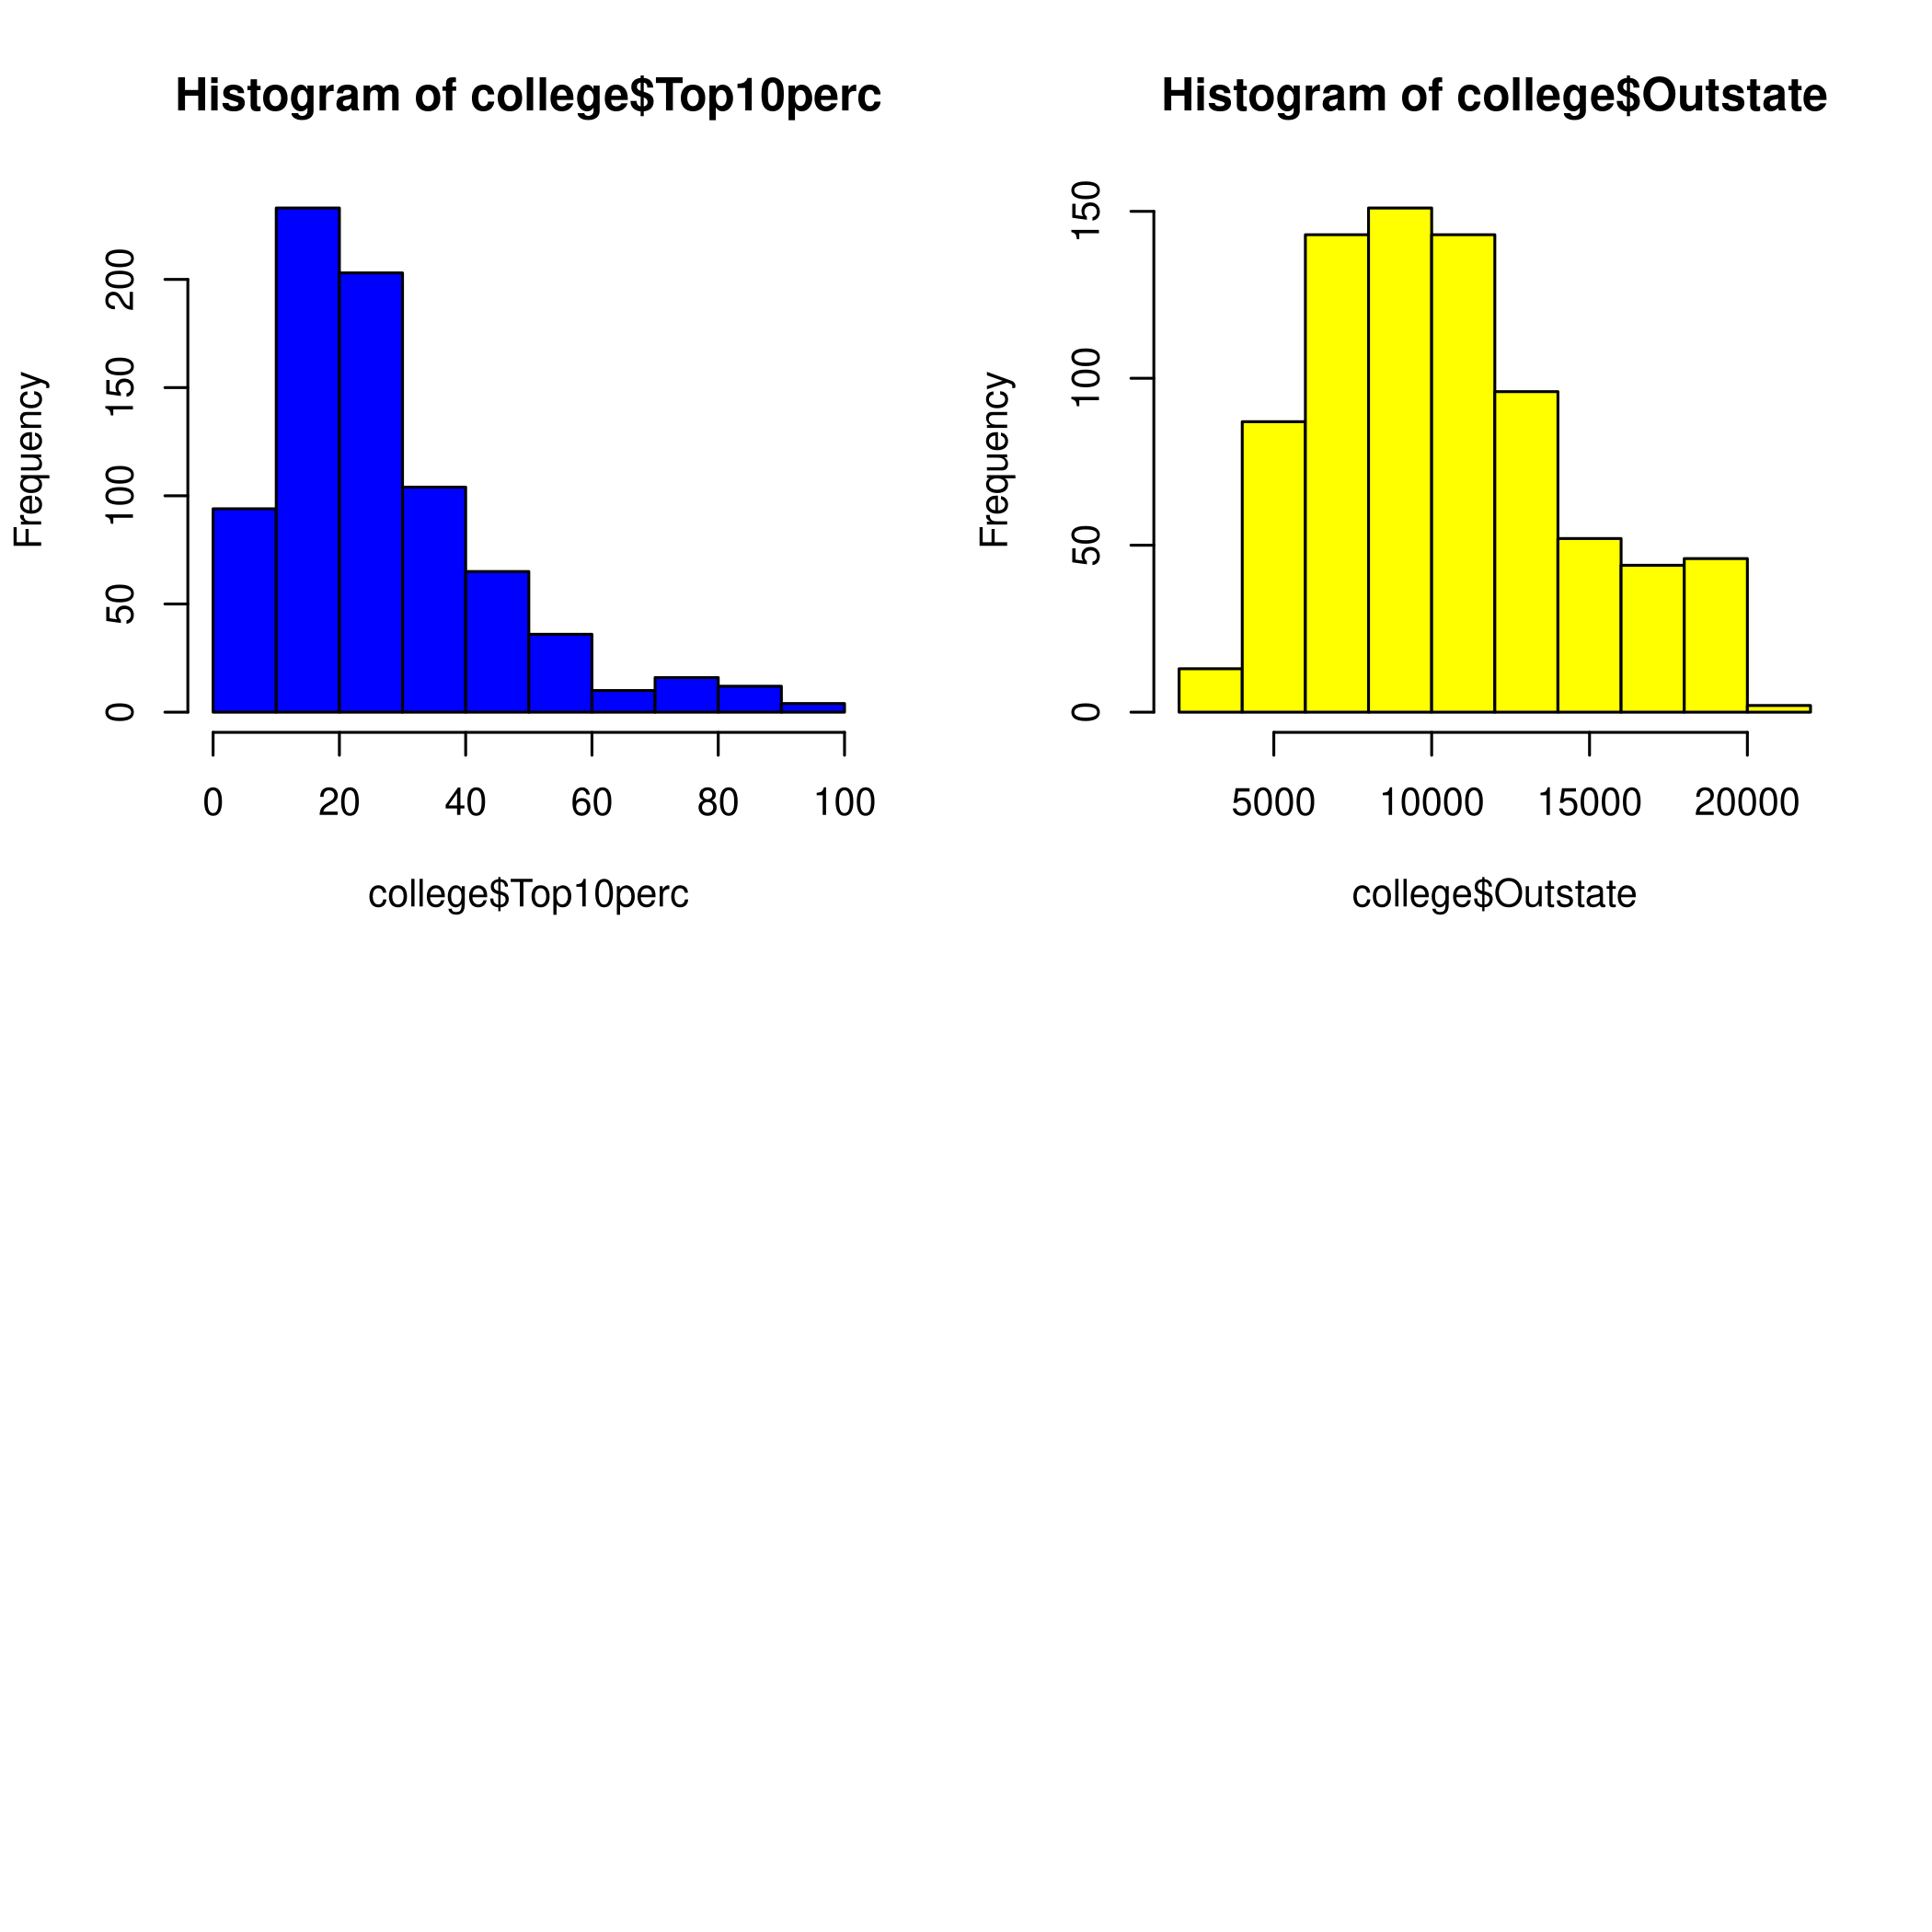 Histogram of college$Top10perc
Frequency
0 50 100 150 200
0 20 40 60 80 100
college$Top10perc
Histogram of college$Outstate
Frequency
0 50 100 150
5000 10000 15000 20000
college$Outstate